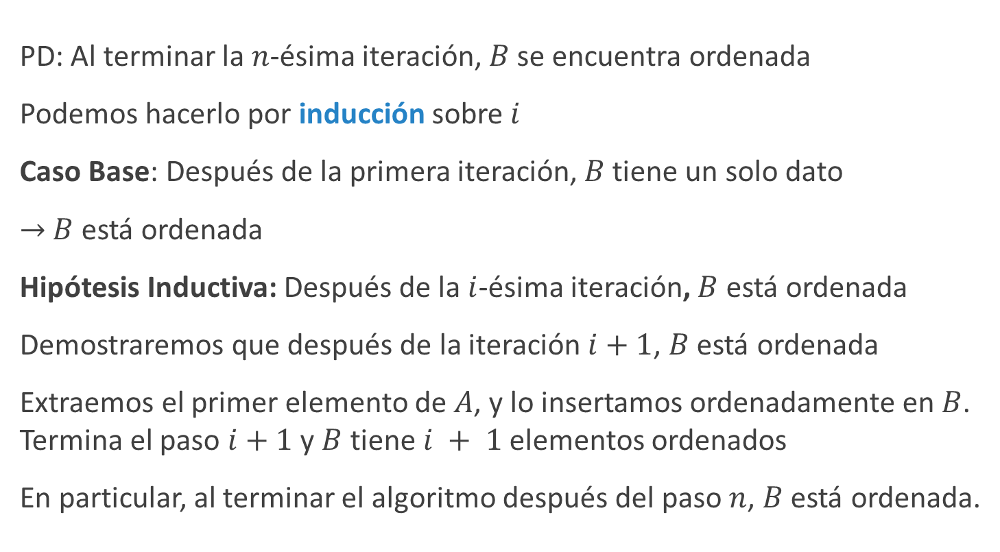 PD: Al terminar la n-ésima iteración, B se encuentra ordenada
Podemos hacerlo por inducción sobre i
Caso Base: Después de la primera iteración, B tiene un solo dato
→ B está ordenada
Hipótesis Inductiva: Después de la i-ésima iteración, B está ordenada
Demostraremos que después de la iteración i + 1, B está ordenada
Extraemos el primer elemento de A, y lo insertamos ordenadamente en B.
Termina el paso i + 1 y B tiene i + 1 elementos ordenados
En particular, al terminar el algoritmo después del paso n, B está ordenada.